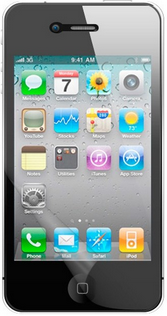 9:41 AM
Messages Calendar Photos Camera
YouTube Stocks Maps Weather
Notes Utilities iTunes App Store
Settings
Phone Mail Safari iPod